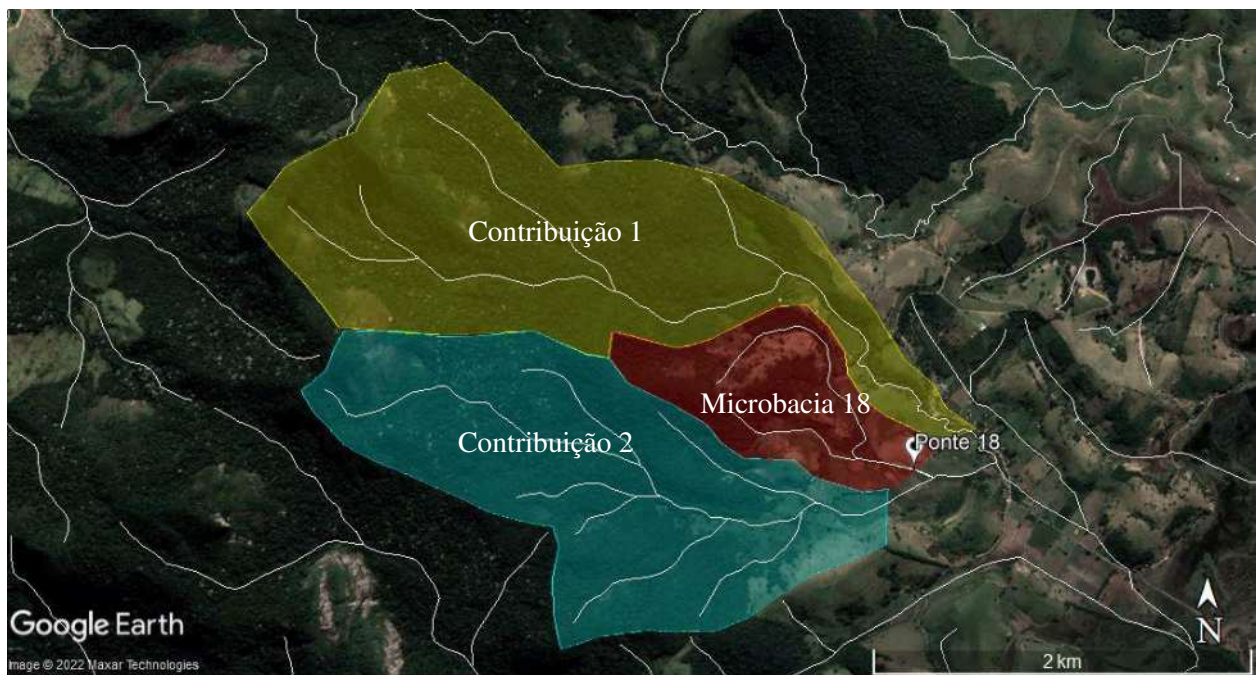 Contribuição 1
Microbacia 18
Contribuição 2
Ponte 18
Google Earth
Image © 2022 Maxar Technologies
N
2 km